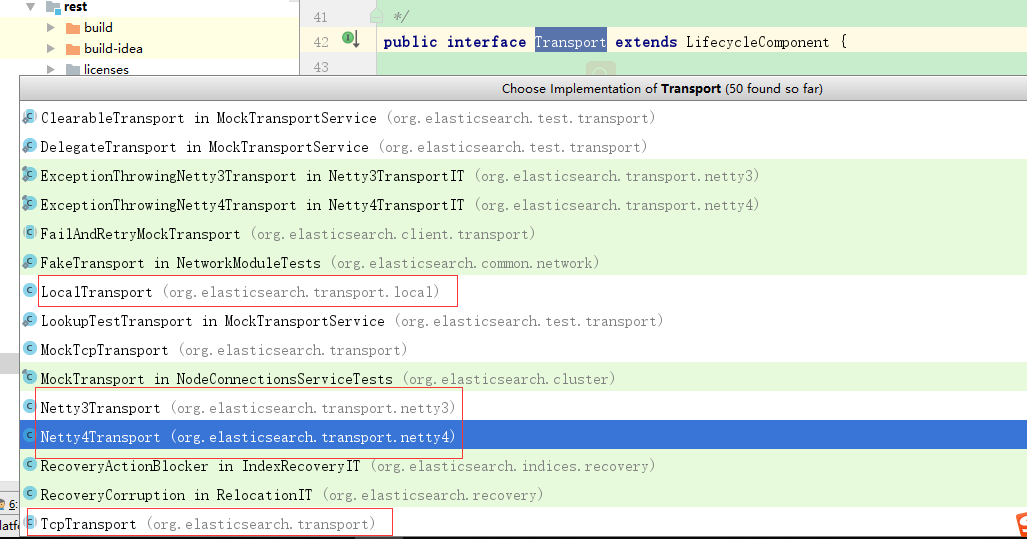 rest
build
build-idea
licenses
41 */
42 public interface Transport extends LifecycleComponent {
43
Choose Implementation of Transport (50 found so far)
ClearableTransport in MockTransportService (org.elasticsearch.test.transport)
DelegateTransport in MockTransportService (org.elasticsearch.test.transport)
ExceptionThrowingNetty3Transport in Netty3TransportIT (org.elasticsearch.transport.netty3)
ExceptionThrowingNetty4Transport in Netty4TransportIT (org.elasticsearch.transport.netty4)
FailAndRetryMockTransport (org.elasticsearch.client.transport)
FakeTransport in NetworkModuleTests (org.elasticsearch.common.network)
LocalTransport (org.elasticsearch.transport.local)
LookupTestTransport in MockTransportService (org.elasticsearch.test.transport)
MockTcpTransport (org.elasticsearch.transport)
MockTransport in NodeConnectionsServiceTests (org.elasticsearch.cluster)
Netty3Transport (org.elasticsearch.transport.netty3)
Netty4Transport (org.elasticsearch.transport.netty4)
RecoveryActionBlocker in IndexRecoveryIT (org.elasticsearch.indices.recovery)
RecoveryCorruption in RelocationIT (org.elasticsearch.recovery)
6:
TcpTransport (org.elasticsearch.transport)